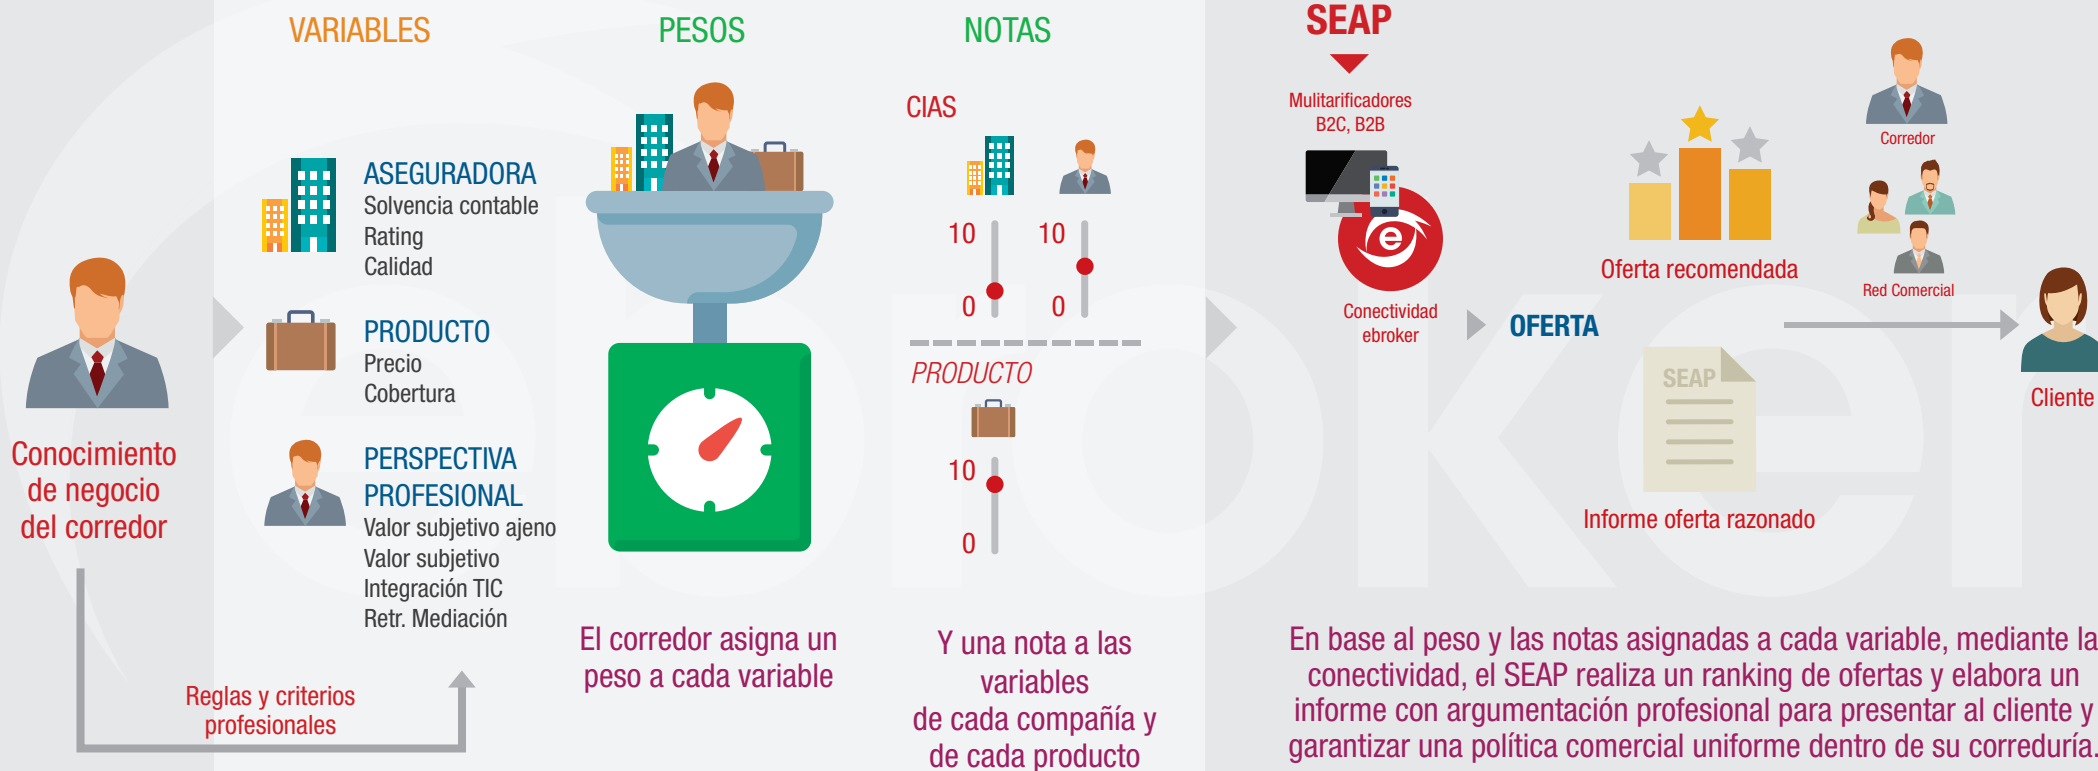 Conocimiento
de negocio
del corredor
Reglas y criterios
profesionales
VARIABLES
ASEGURADORA
Solvencia contable
Rating
Calidad
PRODUCTO
Precio
Cobertura
PERSPECTIVA
PROFESIONAL
Valor subjetivo ajeno
Valor subjetivo
Integración TIC
Retr. Mediación
PESOS
El corredor asigna un
peso a cada variable
NOTAS
CIAS
10
10
0
0
PRODUCTO
10
0
Y una nota a las
variables
de cada compañía y
de cada producto
SEAP
Mulitarificadores
B2C, B2B
e
Conectividad
ebroker
OFERTA
Oferta recomendada
SEAP
Informe oferta razonado
Corredor
Red Comercial
Cliente
En base al peso y las notas asignadas a cada variable, mediante la
conectividad, el SEAP realiza un ranking de ofertas y elabora un
informe con argumentación profesional para presentar al cliente y
garantizar una política comercial uniforme dentro de su correduría.
ebroker